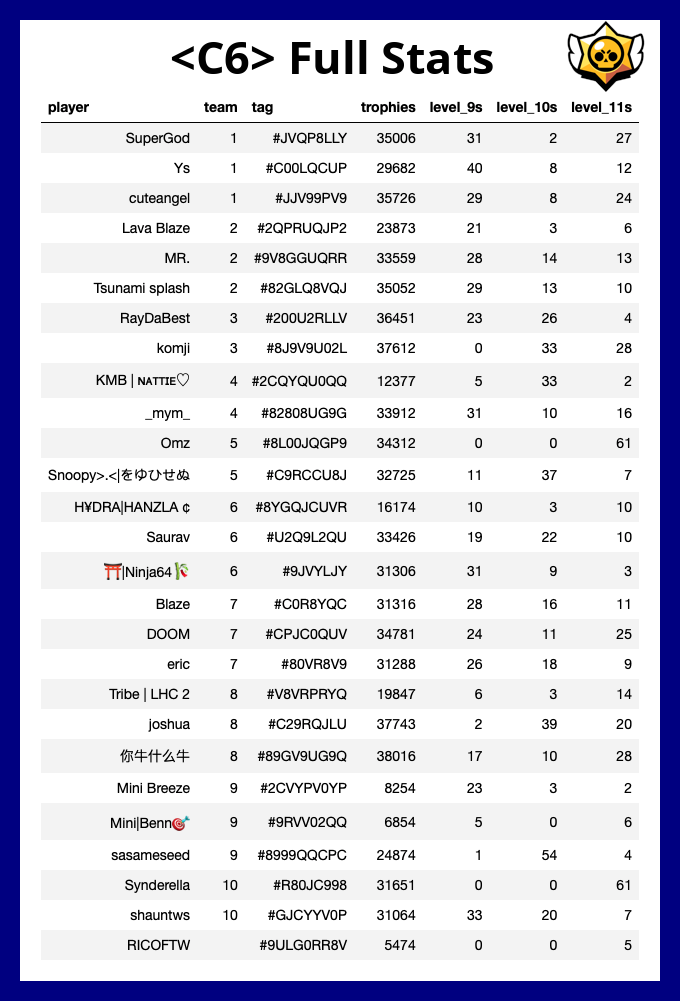 <C6> Full Stats
player team tag trophies level_9s level_10s level_11s
SuperGod 1 #JVQP8LLY 35006 31 2 27
Ys 1 #C00LQCUP 29682 40 8 12
cuteangel 1 #JJV99PV9 35726 29 8 24
Lava Blaze 2 #2QPRUQJP2 23873 21 3 6
MR. 2 #9V8GGUQRR 33559 28 14 13
Tsunami splash 2 #82GLQ8VQJ 35052 29 13 10
RayDaBest 3 #200U2RLLV 36451 23 26 4
komji 3 #8J9V9U02L 37612 0 33 28
KMB | ɴᴀᴛᴛɪᴇ♡ 4 #2CQYQU0QQ 12377 5 33 2
_mym_ 4 #82808UG9G 33912 31 10 16
Omz 5 #8L00JQGP9 34312 0 0 61
Snoopy>.<|をゆひせぬ 5 #C9RCCU8J 32725 11 37 7
H¥DRA|HANZLA ¢ 6 #8YGQJCUVR 16174 10 3 10
Saurav 6 #U2Q9L2QU 33426 19 22 10
⛩️|Ninja64🎋 6 #9JVYLJY 31306 31 9 3
Blaze 7 #C0R8YQC 31316 28 16 11
DOOM 7 #CPJC0QUV 34781 24 11 25
eric 7 #80VR8V9 31288 26 18 9
Tribe | LHC 2 8 #V8VRPRYQ 19847 6 3 14
joshua 8 #C29RQJLU 37743 2 39 20
你牛什么牛 8 #89GV9UG9Q 38016 17 10 28
Mini Breeze 9 #2CVYPV0YP 8254 23 3 2
Mini|Benn🎯 9 #9RVV02QQ 6854 5 0 6
sasameseed 9 #8999QQCPC 24874 1 54 4
Synderella 10 #R80JC998 31651 0 0 61
shauntws 10 #GJCYYV0P 31064 33 20 7
RICOFTW #9ULG0RR8V 5474 0 0 5